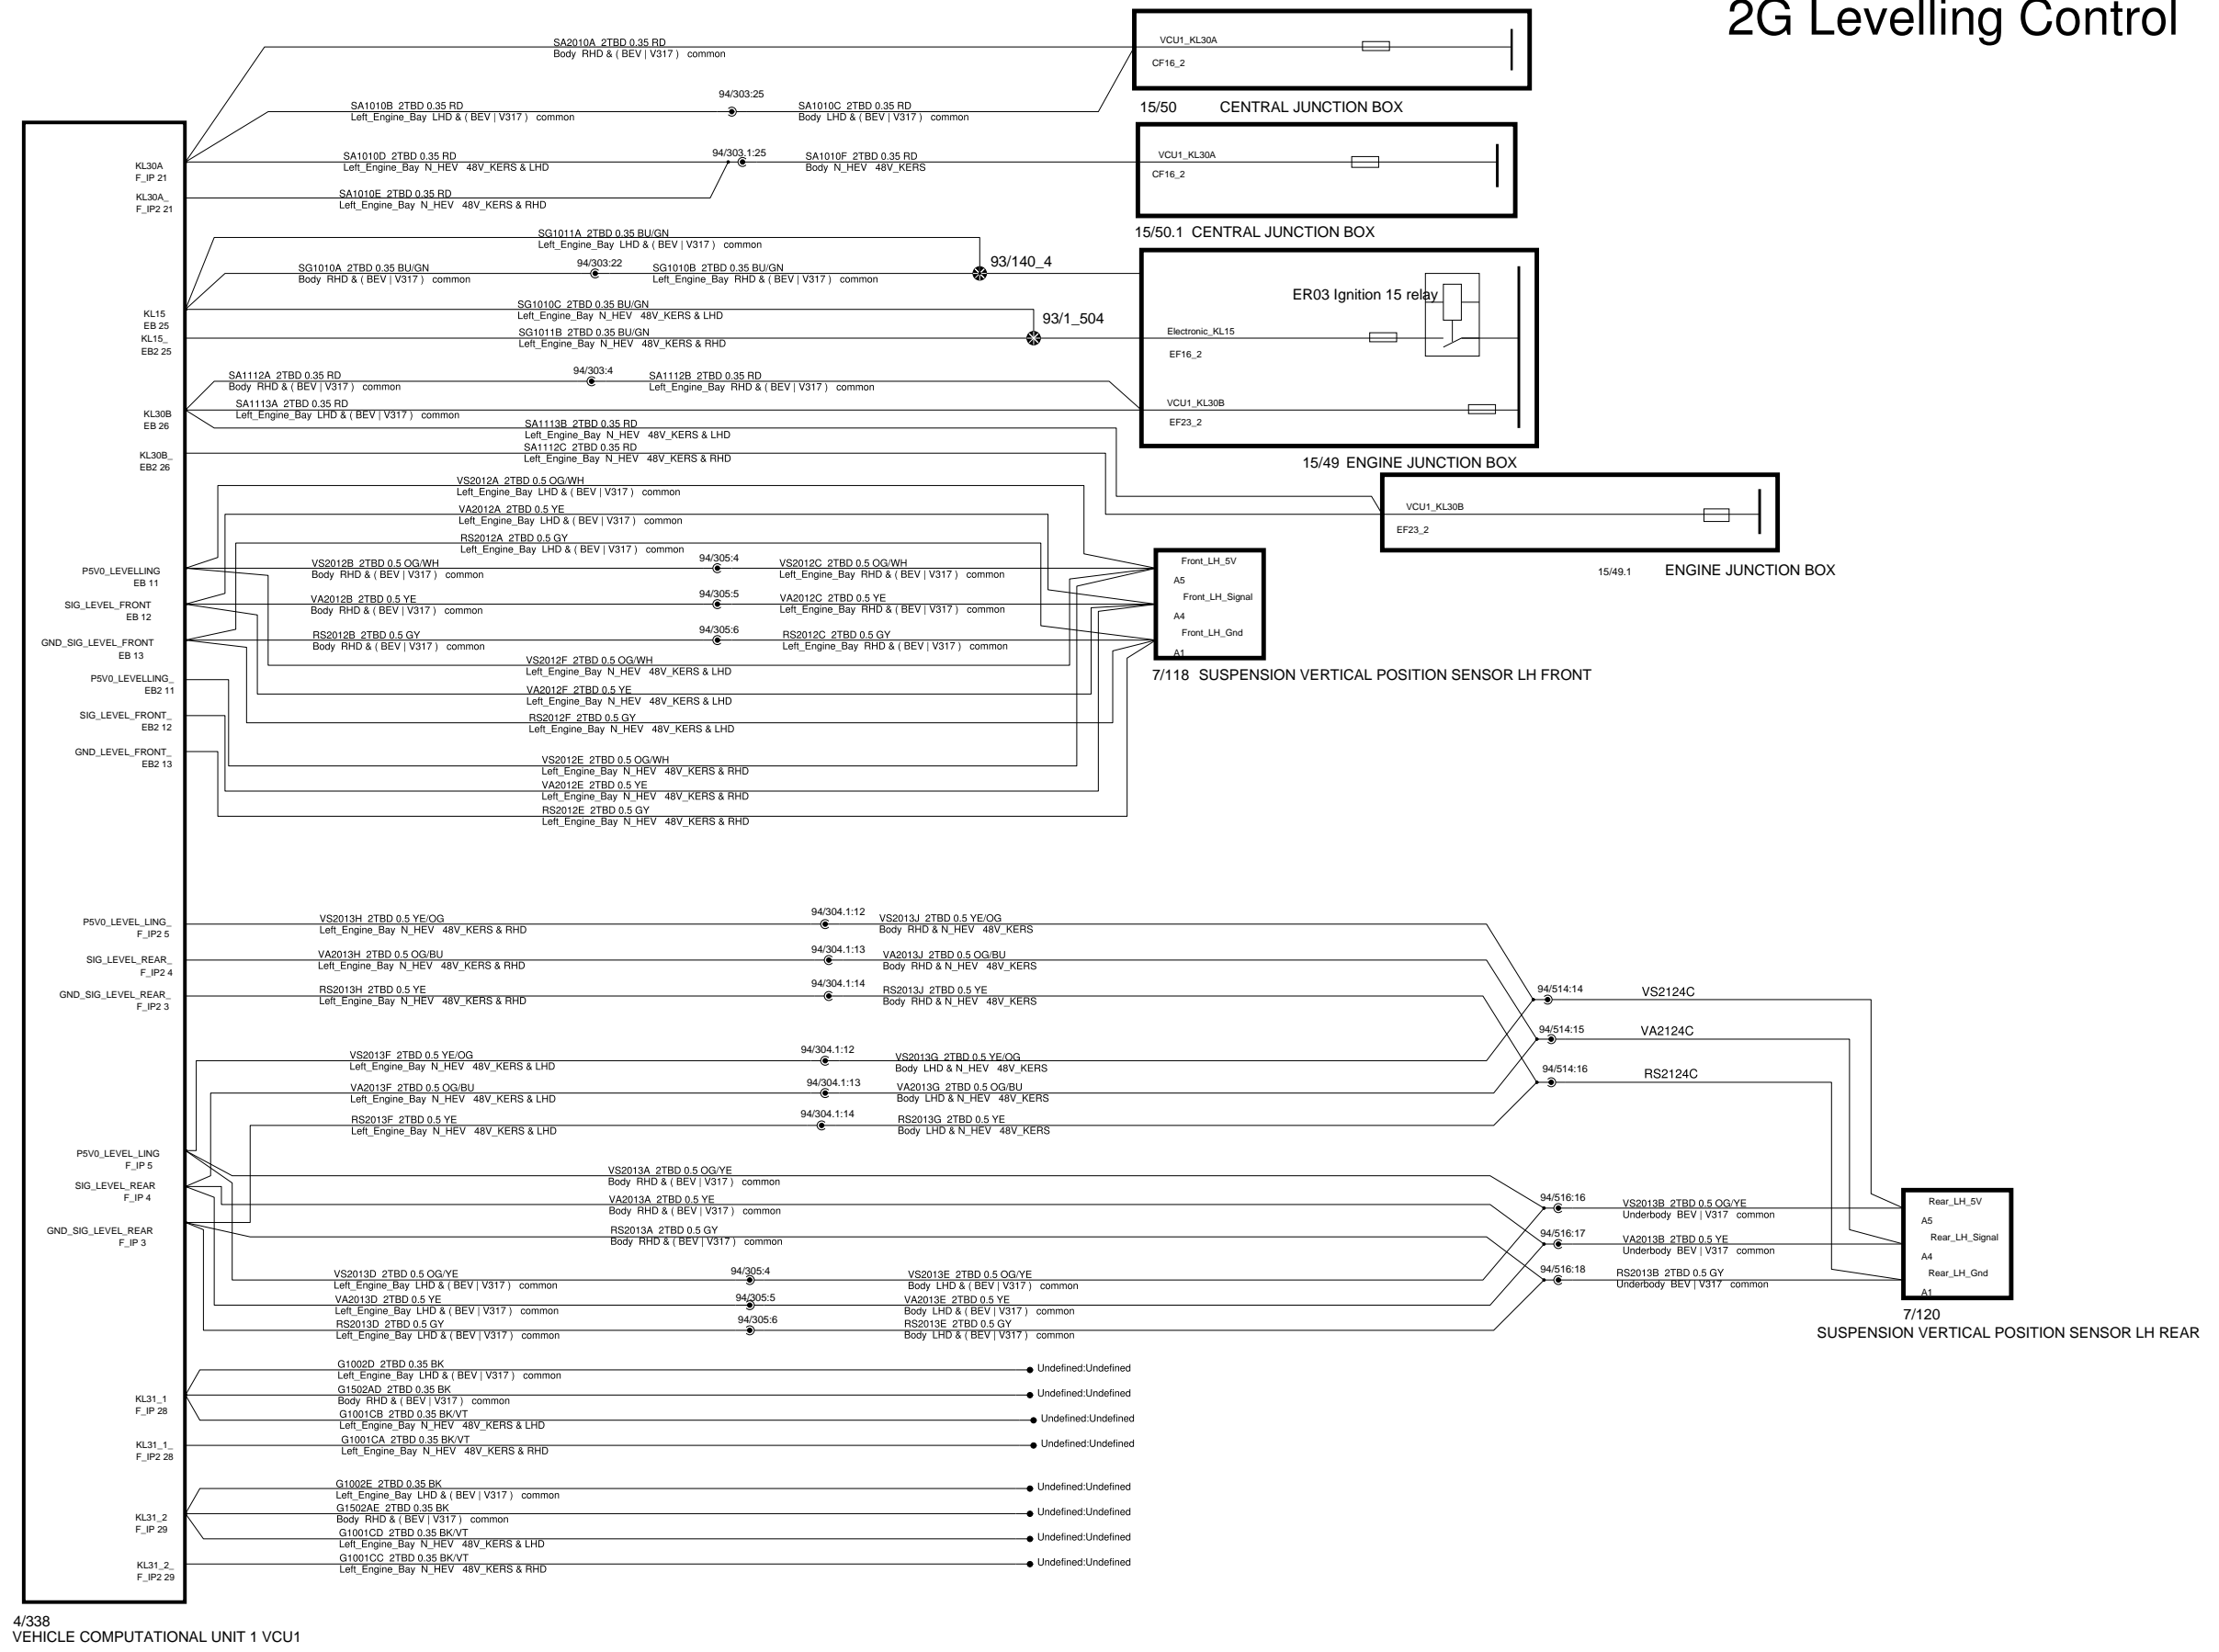 2G Levelling Control
SA2010A 2TBD 0.35 RD
Body RHD & ( BEV | V317 ) common
VCU1_KL30A
CF16_2
15/50 CENTRAL JUNCTION BOX
94/303:25
SA1010B 2TBD 0.35 RD
Left_Engine_Bay LHD & ( BEV | V317 ) common
SA1010C 2TBD 0.35 RD
Body LHD & ( BEV | V317 ) common
KL30A
F_IP 21
SA1010D 2TBD 0.35 RD
Left_Engine_Bay N_HEV 48V_KERS & LHD
94/303.1:25
SA1010F 2TBD 0.35 RD
Body N_HEV 48V_KERS
VCU1_KL30A
CF16_2
15/50.1 CENTRAL JUNCTION BOX
KL30A_
F_IP2 21
SA1010E 2TBD 0.35 RD
Left_Engine_Bay N_HEV 48V_KERS & RHD
SG1011A 2TBD 0.35 BU/GN
Left_Engine_Bay LHD & ( BEV | V317 ) common
SG1010A 2TBD 0.35 BU/GN
Body RHD & ( BEV | V317 ) common
94/303:22
SG1010B 2TBD 0.35 BU/GN
Left_Engine_Bay RHD & ( BEV | V317 ) common
93/140_4
ER03 Ignition 15 relay
KL15
EB 25
SG1010C 2TBD 0.35 BU/GN
Left_Engine_Bay N_HEV 48V_KERS & LHD
93/1_504
KL15_
EB2 25
SG1011B 2TBD 0.35 BU/GN
Left_Engine_Bay N_HEV 48V_KERS & RHD
Electronic_KL15
EF16_2
SA1112A 2TBD 0.35 RD
Body RHD & ( BEV | V317 ) common
94/303:4
SA1112B 2TBD 0.35 RD
Left_Engine_Bay RHD & ( BEV | V317 ) common
KL30B
EB 26
SA1113A 2TBD 0.35 RD
Left_Engine_Bay LHD & ( BEV | V317 ) common
VCU1_KL30B
EF23_2
15/49 ENGINE JUNCTION BOX
SA1113B 2TBD 0.35 RD
Left_Engine_Bay N_HEV 48V_KERS & LHD
KL30B_
EB2 26
SA1112C 2TBD 0.35 RD
Left_Engine_Bay N_HEV 48V_KERS & RHD
VCU1_KL30B
EF23_2
15/49.1 ENGINE JUNCTION BOX
VS2012A 2TBD 0.5 OG/WH
Left_Engine_Bay LHD & ( BEV | V317 ) common
VA2012A 2TBD 0.5 YE
Left_Engine_Bay LHD & ( BEV | V317 ) common
RS2012A 2TBD 0.5 GY
Left_Engine_Bay LHD & ( BEV | V317 ) common
P5V0_LEVELLING
EB 11
VS2012B 2TBD 0.5 OG/WH
Body RHD & ( BEV | V317 ) common
94/305:4
VS2012C 2TBD 0.5 OG/WH
Left_Engine_Bay RHD & ( BEV | V317 ) common
Front_LH_5V
A5
SIG_LEVEL_FRONT
EB 12
VA2012B 2TBD 0.5 YE
Body RHD & ( BEV | V317 ) common
94/305:5
VA2012C 2TBD 0.5 YE
Left_Engine_Bay RHD & ( BEV | V317 ) common
Front_LH_Signal
A4
GND_SIG_LEVEL_FRONT
EB 13
RS2012B 2TBD 0.5 GY
Body RHD & ( BEV | V317 ) common
94/305:6
RS2012C 2TBD 0.5 GY
Left_Engine_Bay RHD & ( BEV | V317 ) common
Front_LH_Gnd
A1
7/118 SUSPENSION VERTICAL POSITION SENSOR LH FRONT
VS2012F 2TBD 0.5 OG/WH
Left_Engine_Bay N_HEV 48V_KERS & LHD
P5V0_LEVELLING_
EB2 11
VA2012F 2TBD 0.5 YE
Left_Engine_Bay N_HEV 48V_KERS & LHD
SIG_LEVEL_FRONT_
EB2 12
RS2012F 2TBD 0.5 GY
Left_Engine_Bay N_HEV 48V_KERS & LHD
GND_LEVEL_FRONT_
EB2 13
VS2012E 2TBD 0.5 OG/WH
Left_Engine_Bay N_HEV 48V_KERS & RHD
VA2012E 2TBD 0.5 YE
Left_Engine_Bay N_HEV 48V_KERS & RHD
RS2012E 2TBD 0.5 GY
Left_Engine_Bay N_HEV 48V_KERS & RHD
P5V0_LEVEL_LING_
F_IP2 5
VS2013H 2TBD 0.5 YE/OG
Left_Engine_Bay N_HEV 48V_KERS & RHD
94/304.1:12
VS2013J 2TBD 0.5 YE/OG
Body RHD & N_HEV 48V_KERS
SIG_LEVEL_REAR_
F_IP2 4
VA2013H 2TBD 0.5 OG/BU
Left_Engine_Bay N_HEV 48V_KERS & RHD
94/304.1:13
VA2013J 2TBD 0.5 OG/BU
Body RHD & N_HEV 48V_KERS
GND_SIG_LEVEL_REAR_
F_IP2 3
RS2013H 2TBD 0.5 YE
Left_Engine_Bay N_HEV 48V_KERS & RHD
94/304.1:14
RS2013J 2TBD 0.5 YE
Body RHD & N_HEV 48V_KERS
94/514:14
VS2124C
94/514:15
VA2124C
94/514:16
RS2124C
VS2013F 2TBD 0.5 YE/OG
Left_Engine_Bay N_HEV 48V_KERS & LHD
94/304.1:12
VS2013G 2TBD 0.5 YE/OG
Body LHD & N_HEV 48V_KERS
VA2013F 2TBD 0.5 OG/BU
Left_Engine_Bay N_HEV 48V_KERS & LHD
94/304.1:13
VA2013G 2TBD 0.5 OG/BU
Body LHD & N_HEV 48V_KERS
RS2013F 2TBD 0.5 YE
Left_Engine_Bay N_HEV 48V_KERS & LHD
94/304.1:14
RS2013G 2TBD 0.5 YE
Body LHD & N_HEV 48V_KERS
P5V0_LEVEL_LING
F_IP 5
VS2013A 2TBD 0.5 OG/YE
Body RHD & ( BEV | V317 ) common
SIG_LEVEL_REAR
F_IP 4
VA2013A 2TBD 0.5 YE
Body RHD & ( BEV | V317 ) common
GND_SIG_LEVEL_REAR
F_IP 3
RS2013A 2TBD 0.5 GY
Body RHD & ( BEV | V317 ) common
94/516:16
VS2013B 2TBD 0.5 OG/YE
Underbody BEV | V317 common
Rear_LH_5V
A5
94/516:17
VA2013B 2TBD 0.5 YE
Underbody BEV | V317 common
Rear_LH_Signal
A4
94/516:18
RS2013B 2TBD 0.5 GY
Underbody BEV | V317 common
Rear_LH_Gnd
A1
7/120
SUSPENSION VERTICAL POSITION SENSOR LH REAR
VS2013D 2TBD 0.5 OG/YE
Left_Engine_Bay LHD & ( BEV | V317 ) common
94/305:4
VS2013E 2TBD 0.5 OG/YE
Body LHD & ( BEV | V317 ) common
VA2013D 2TBD 0.5 YE
Left_Engine_Bay LHD & ( BEV | V317 ) common
94/305:5
VA2013E 2TBD 0.5 YE
Body LHD & ( BEV | V317 ) common
RS2013D 2TBD 0.5 GY
Left_Engine_Bay LHD & ( BEV | V317 ) common
94/305:6
RS2013E 2TBD 0.5 GY
Body LHD & ( BEV | V317 ) common
G1002D 2TBD 0.35 BK
Left_Engine_Bay LHD & ( BEV | V317 ) common
Undefined:Undefined
KL31_1
F_IP 28
G1502AD 2TBD 0.35 BK
Body RHD & ( BEV | V317 ) common
Undefined:Undefined
G1001CB 2TBD 0.35 BK/VT
Left_Engine_Bay N_HEV 48V_KERS & LHD
Undefined:Undefined
KL31_1_
F_IP2 28
G1001CA 2TBD 0.35 BK/VT
Left_Engine_Bay N_HEV 48V_KERS & RHD
Undefined:Undefined
G1002E 2TBD 0.35 BK
Left_Engine_Bay LHD & ( BEV | V317 ) common
Undefined:Undefined
KL31_2
F_IP 29
G1502AE 2TBD 0.35 BK
Body RHD & ( BEV | V317 ) common
Undefined:Undefined
G1001CD 2TBD 0.35 BK/VT
Left_Engine_Bay N_HEV 48V_KERS & LHD
Undefined:Undefined
KL31_2_
F_IP2 29
G1001CC 2TBD 0.35 BK/VT
Left_Engine_Bay N_HEV 48V_KERS & RHD
Undefined:Undefined
4/338
VEHICLE COMPUTATIONAL UNIT 1 VCU1